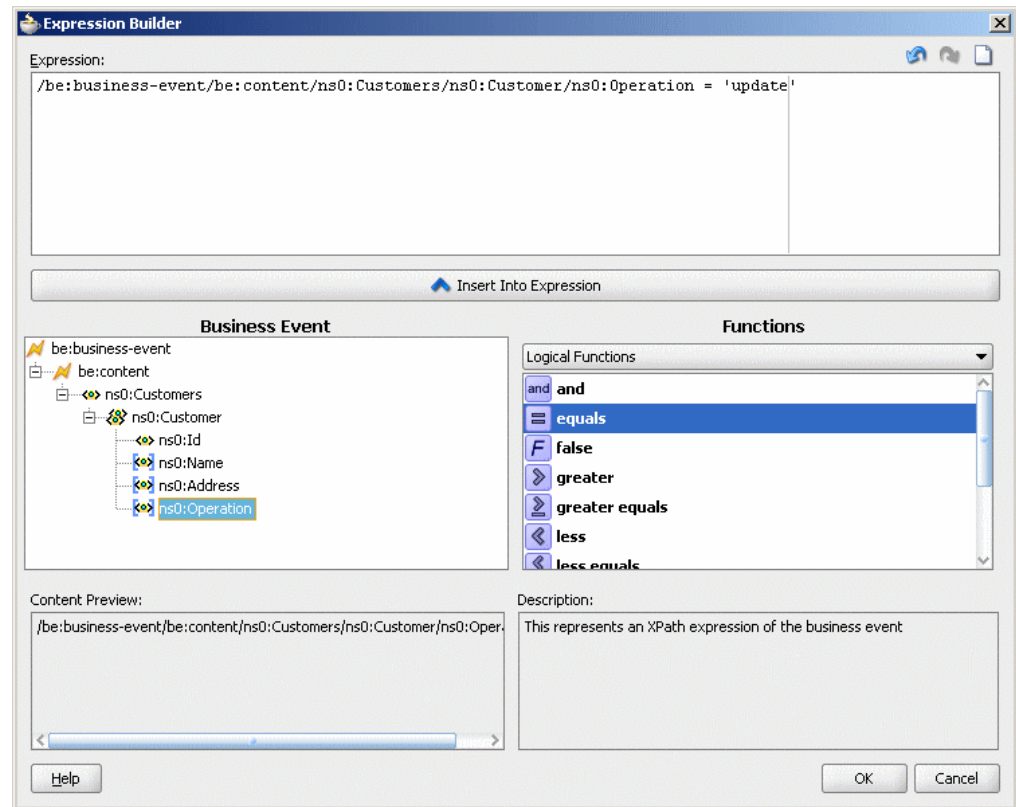 Expression Builder
Expression:
/be:business-event/be:content/ns0:Customers/ns0:Customer/ns0:Operation = 'update'
Insert Into Expression
Business Event
be:business-event
be:content
ns0:Customers
ns0:Customer
ns0:Id
ns0:Name
ns0:Address
ns0:Operation
Functions
Logical Functions
and and
equals
F false
greater
greater equals
less
less equals
Content Preview:
/be:business-event/be:content/ns0:Customers/ns0:Customer/ns0:Oper
Description:
This represents an XPath expression of the business event
Help
OK
Cancel